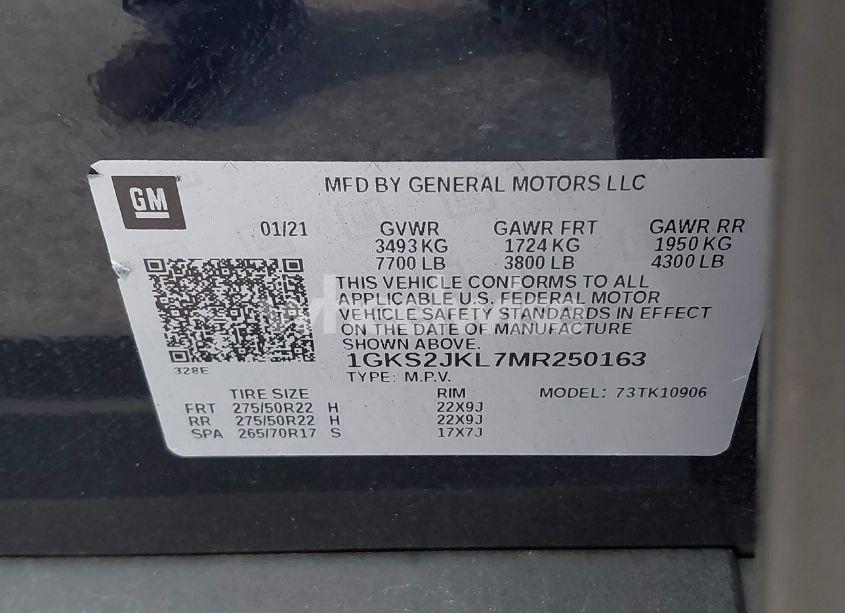 GM
MFD BY GENERAL MOTORS LLC
01/21 GVWR GAWR FRT GAWR RR
3493 KG 1724 KG 1950 KG
7700 LB 3800 LB 4300 LB
THIS VEHICLE CONFORMS TO ALL
APPLICABLE U.S. FEDERAL MOTOR
VEHICLE SAFETY STANDARDS IN EFFECT
ON THE DATE OF MANUFACTURE
SHOWN ABOVE.
328E
1GKS2JKL7MR250163
TYPE: M.P.V.
TIRE SIZE RIM MODEL: 73TK10906
FRT 275/50R22 H 22X9J
RR 275/50R22 H 22X9J
SPA 265/70R17 S 17X7J